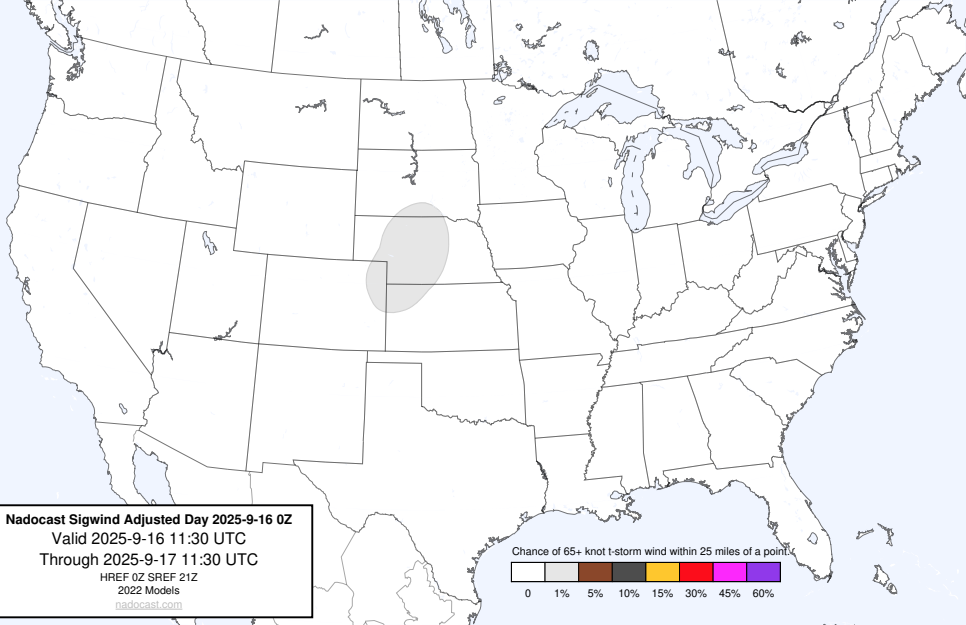 Nadocast Sigwind Adjusted Day 2025-9-16 0Z
Valid 2025-9-16 11:30 UTC
Through 2025-9-17 11:30 UTC
HREF 0Z SREF 21Z
2022 Models
nadocast.com
Chance of 65+ knot t-storm wind within 25 miles of a point.
0 1% 5% 10% 15% 30% 45% 60%